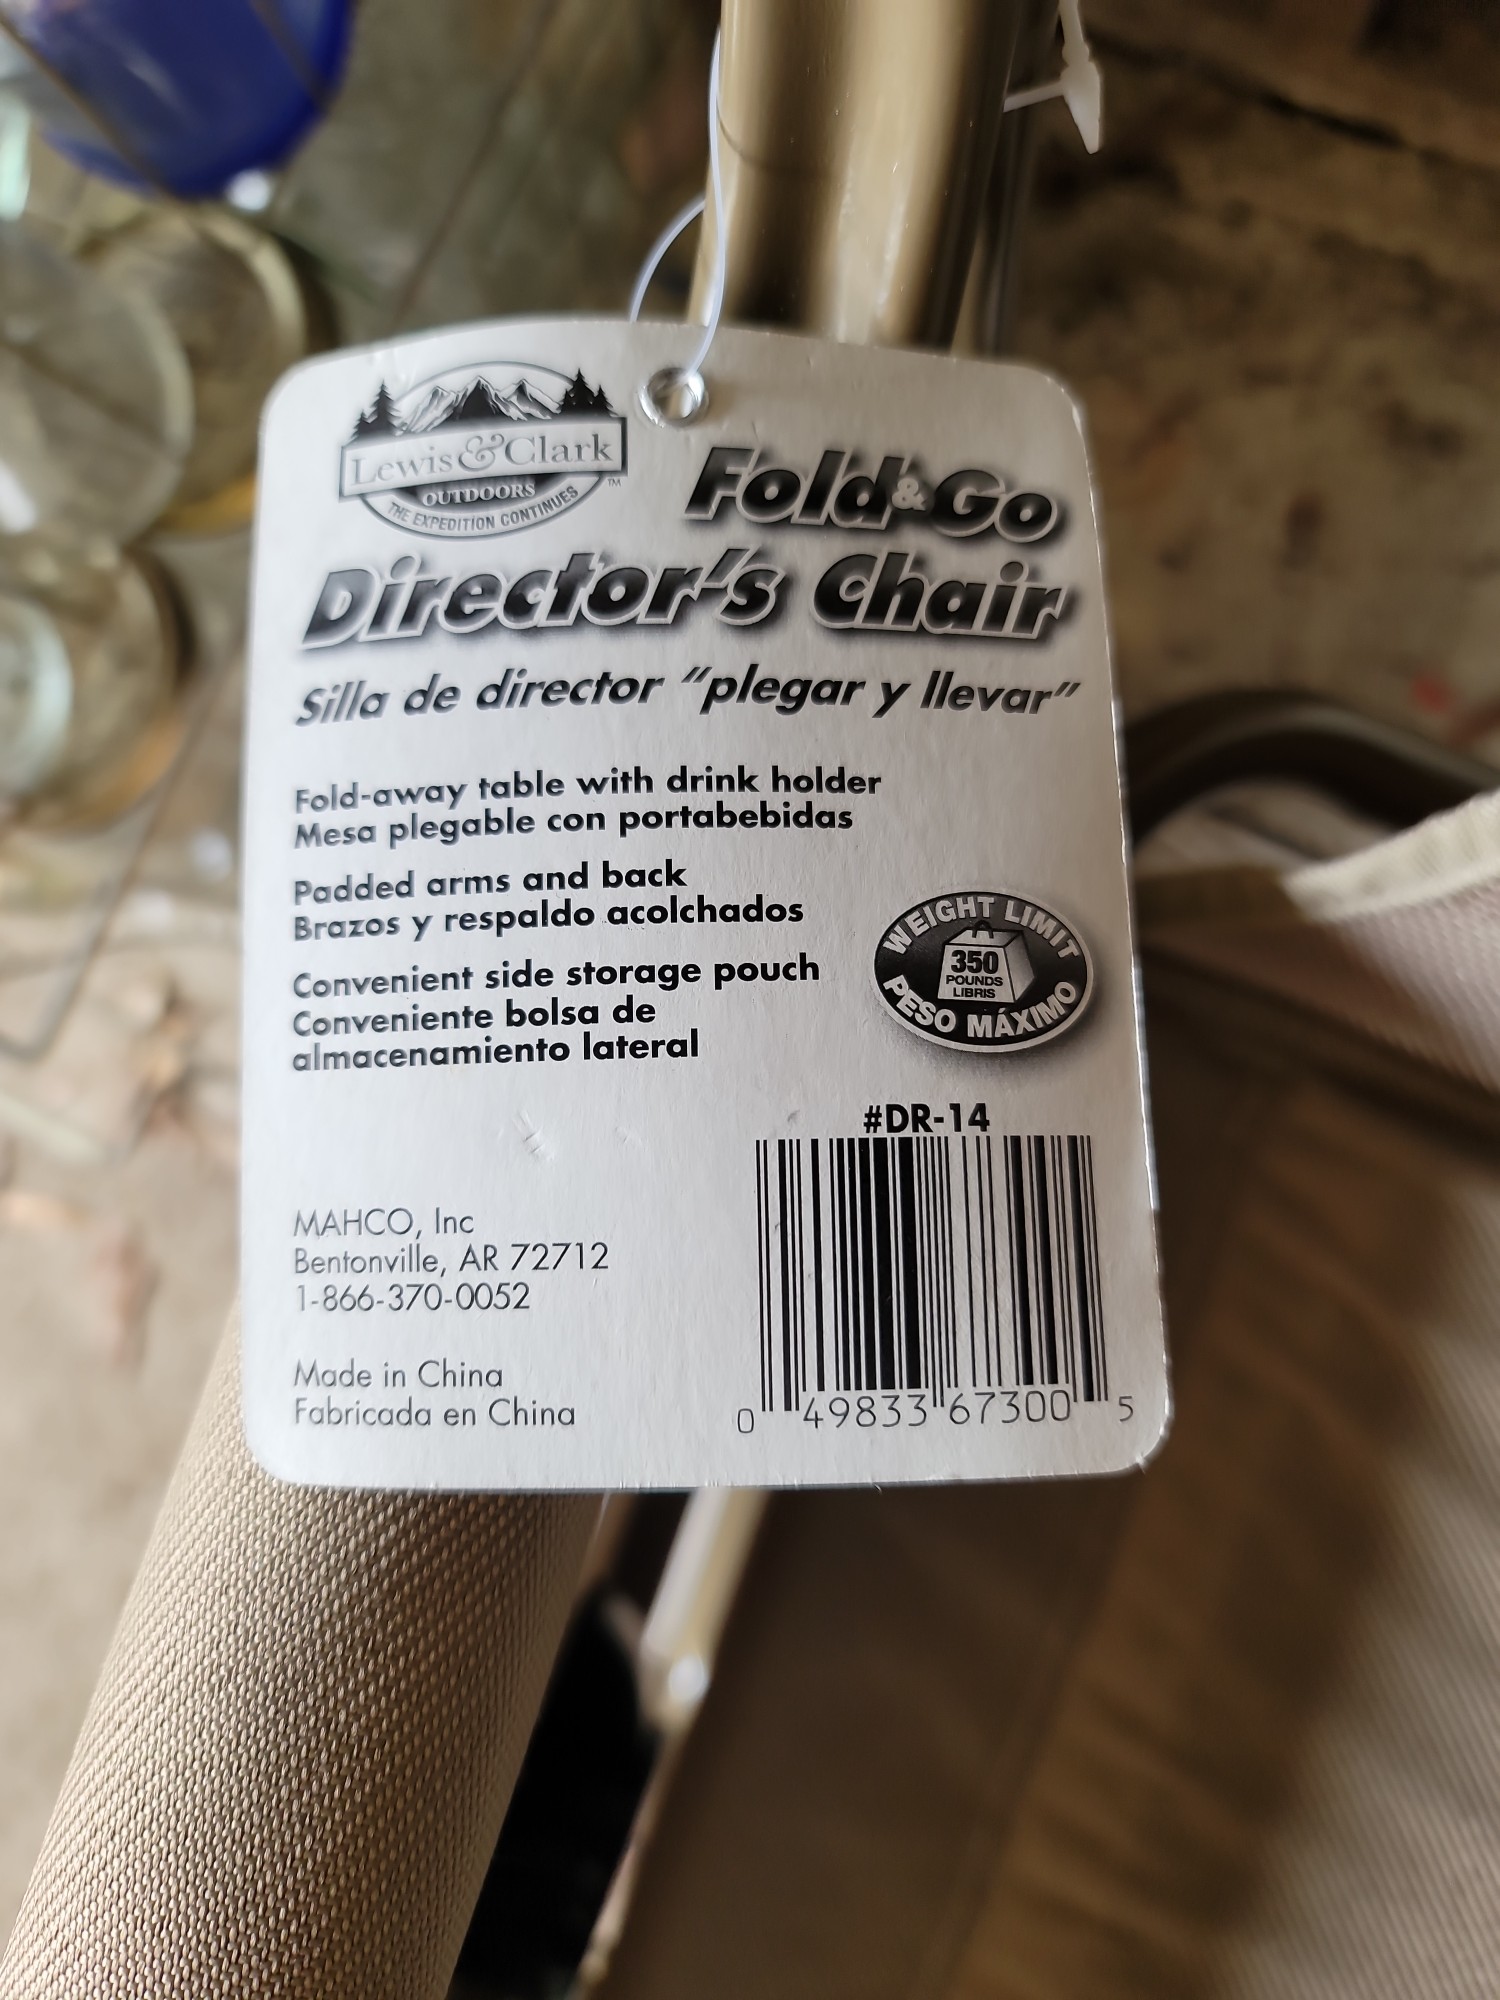 Lewis & Clark
OUTDOORS
THE EXPEDITION CONTINUES
TM
Fold & Go
Director's Chair
Silla de director "plegar y llevar"
Fold-away table with drink holder
Mesa plegable con portabebidas
Padded arms and back
Brazos y respaldo acolchados
Convenient side storage pouch
Conveniente bolsa de
almacenamiento lateral
WEIGHT LIMIT
350
POUNDS
LIBRIS
PESO MÁXIMO
#DR-14
MAHCO, Inc
Bentonville, AR 72712
1-866-370-0052
Made in China
Fabricada en China
0 49833 67300 5